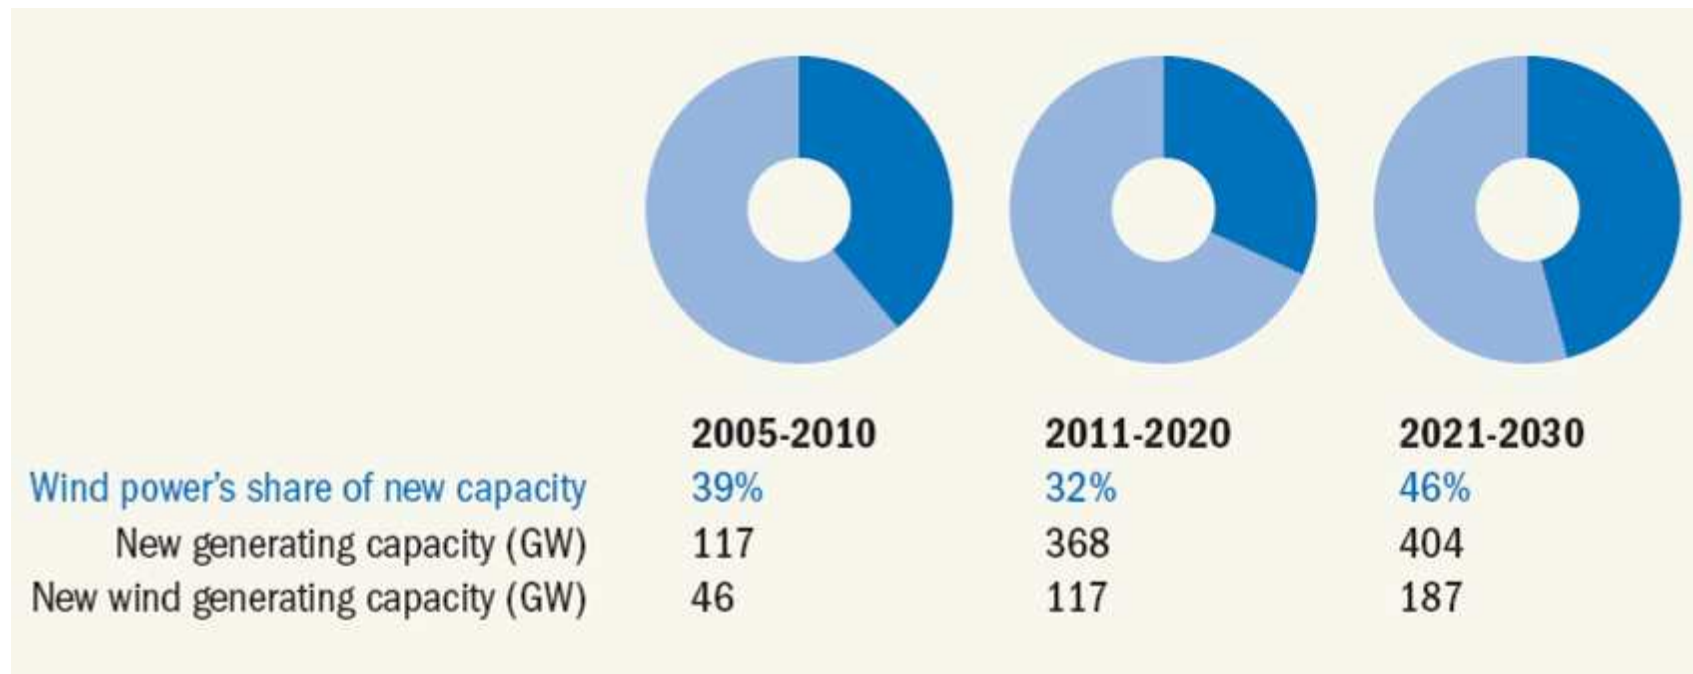 2005-2010 2011-2020 2021-2030
Wind power's share of new capacity 39% 32% 46%
New generating capacity (GW) 117 368 404
New wind generating capacity (GW) 46 117 187